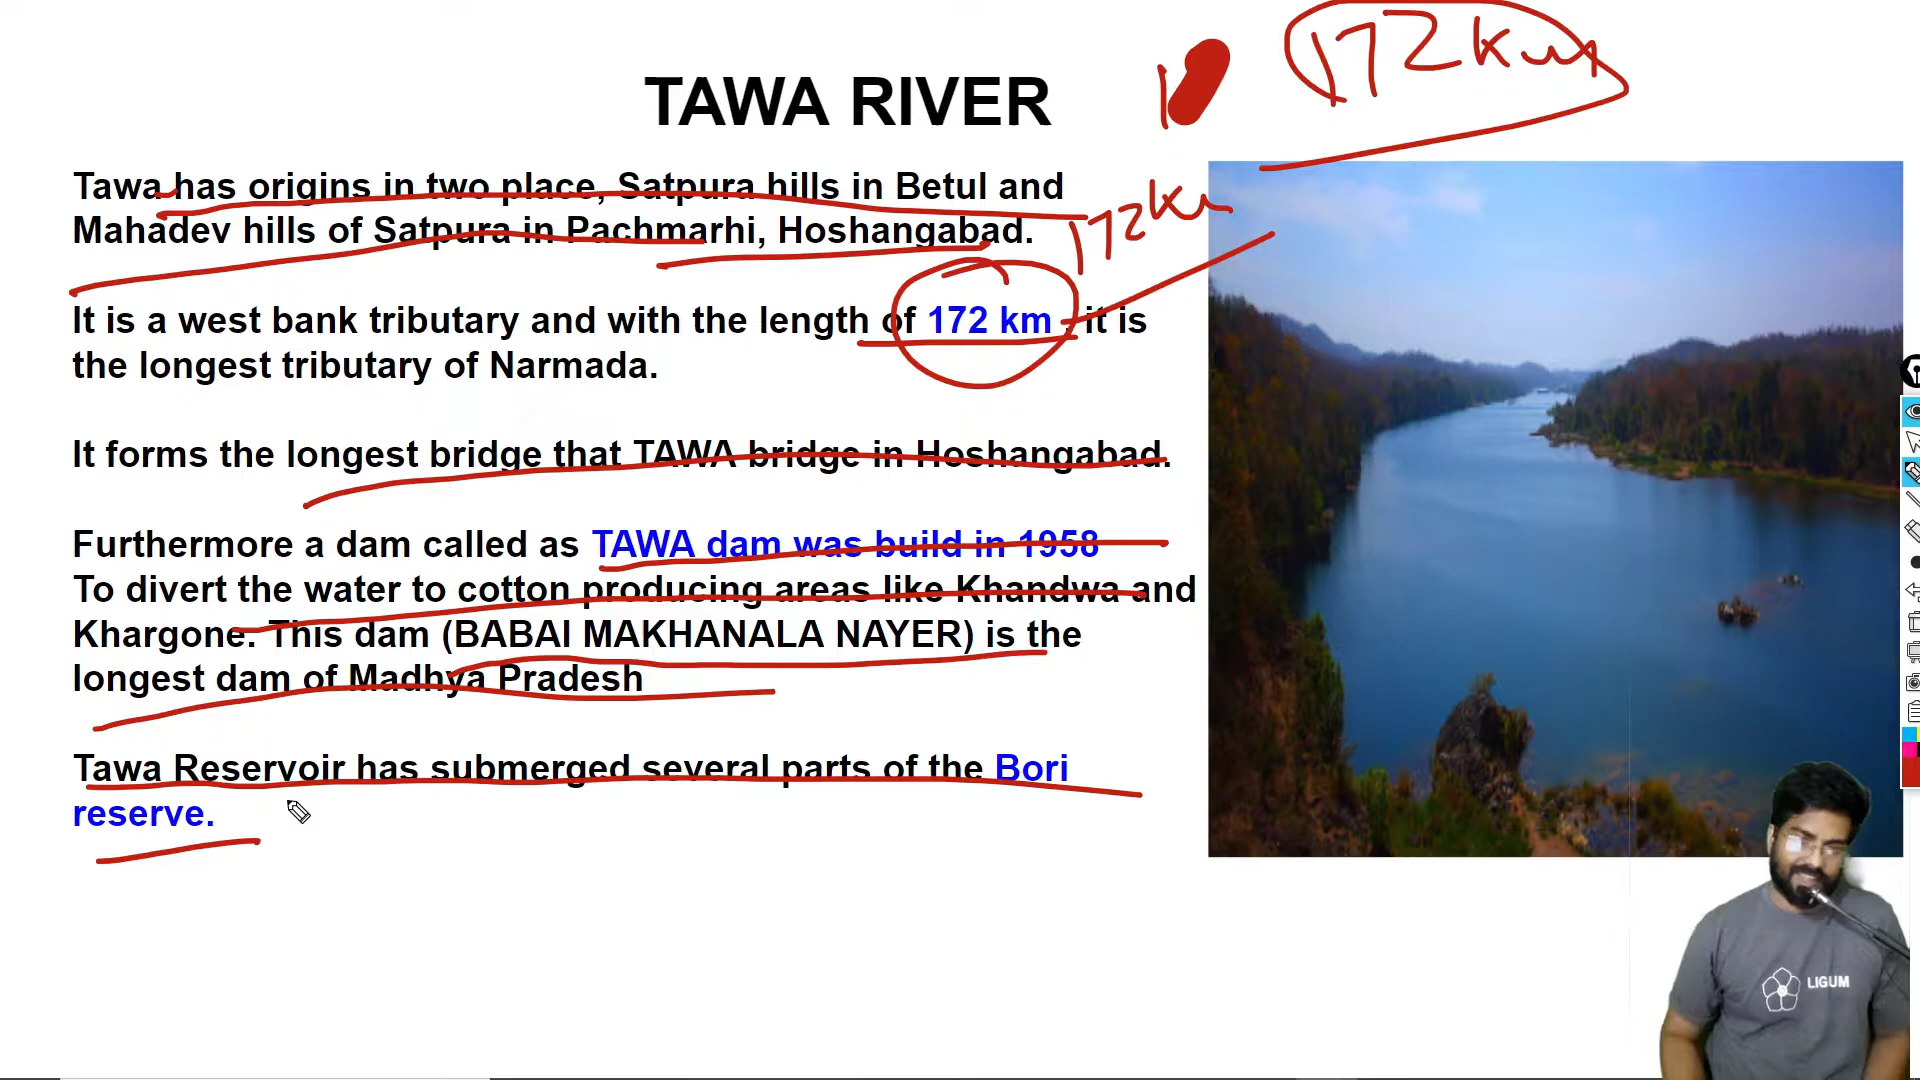 172km
TAWA RIVER
Tawa has origins in two place, Satpura hills in Betul and
Mahadev hills of Satpura in Pachmarhi, Hoshangabad.
172km
It is a west bank tributary and with the length of 172 km , it is
the longest tributary of Narmada.
It forms the longest bridge that TAWA bridge in Hoshangabad.
Furthermore a dam called as TAWA dam was build in 1958
To divert the water to cotton producing areas like Khandwa and
Khargone. This dam (BABAI MAKHANALA NAYER) is the
longest dam of Madhya Pradesh
Tawa Reservoir has submerged several parts of the Bori
reserve.
LIGUM